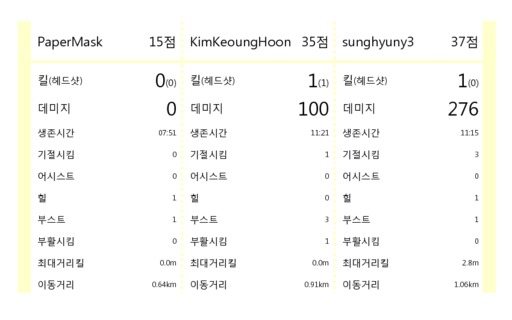 PaperMask 15점 KimKeoungHoon 35점 sunghyuny3 37점
킬(헤드샷) 0(0) 킬(헤드샷) 1(1) 킬(헤드샷) 1(0)
데미지 0 데미지 100 데미지 276
생존시간 07:51 생존시간 11:21 생존시간 11:15
기절시킴 0 기절시킴 1 기절시킴 3
어시스트 0 어시스트 0 어시스트 0
힐 1 힐 0 힐 1
부스트 1 부스트 3 부스트 1
부활시킴 0 부활시킴 1 부활시킴 0
최대거리킬 0.0m 최대거리킬 0.0m 최대거리킬 2.8m
이동거리 0.64km 이동거리 0.91km 이동거리 1.06km